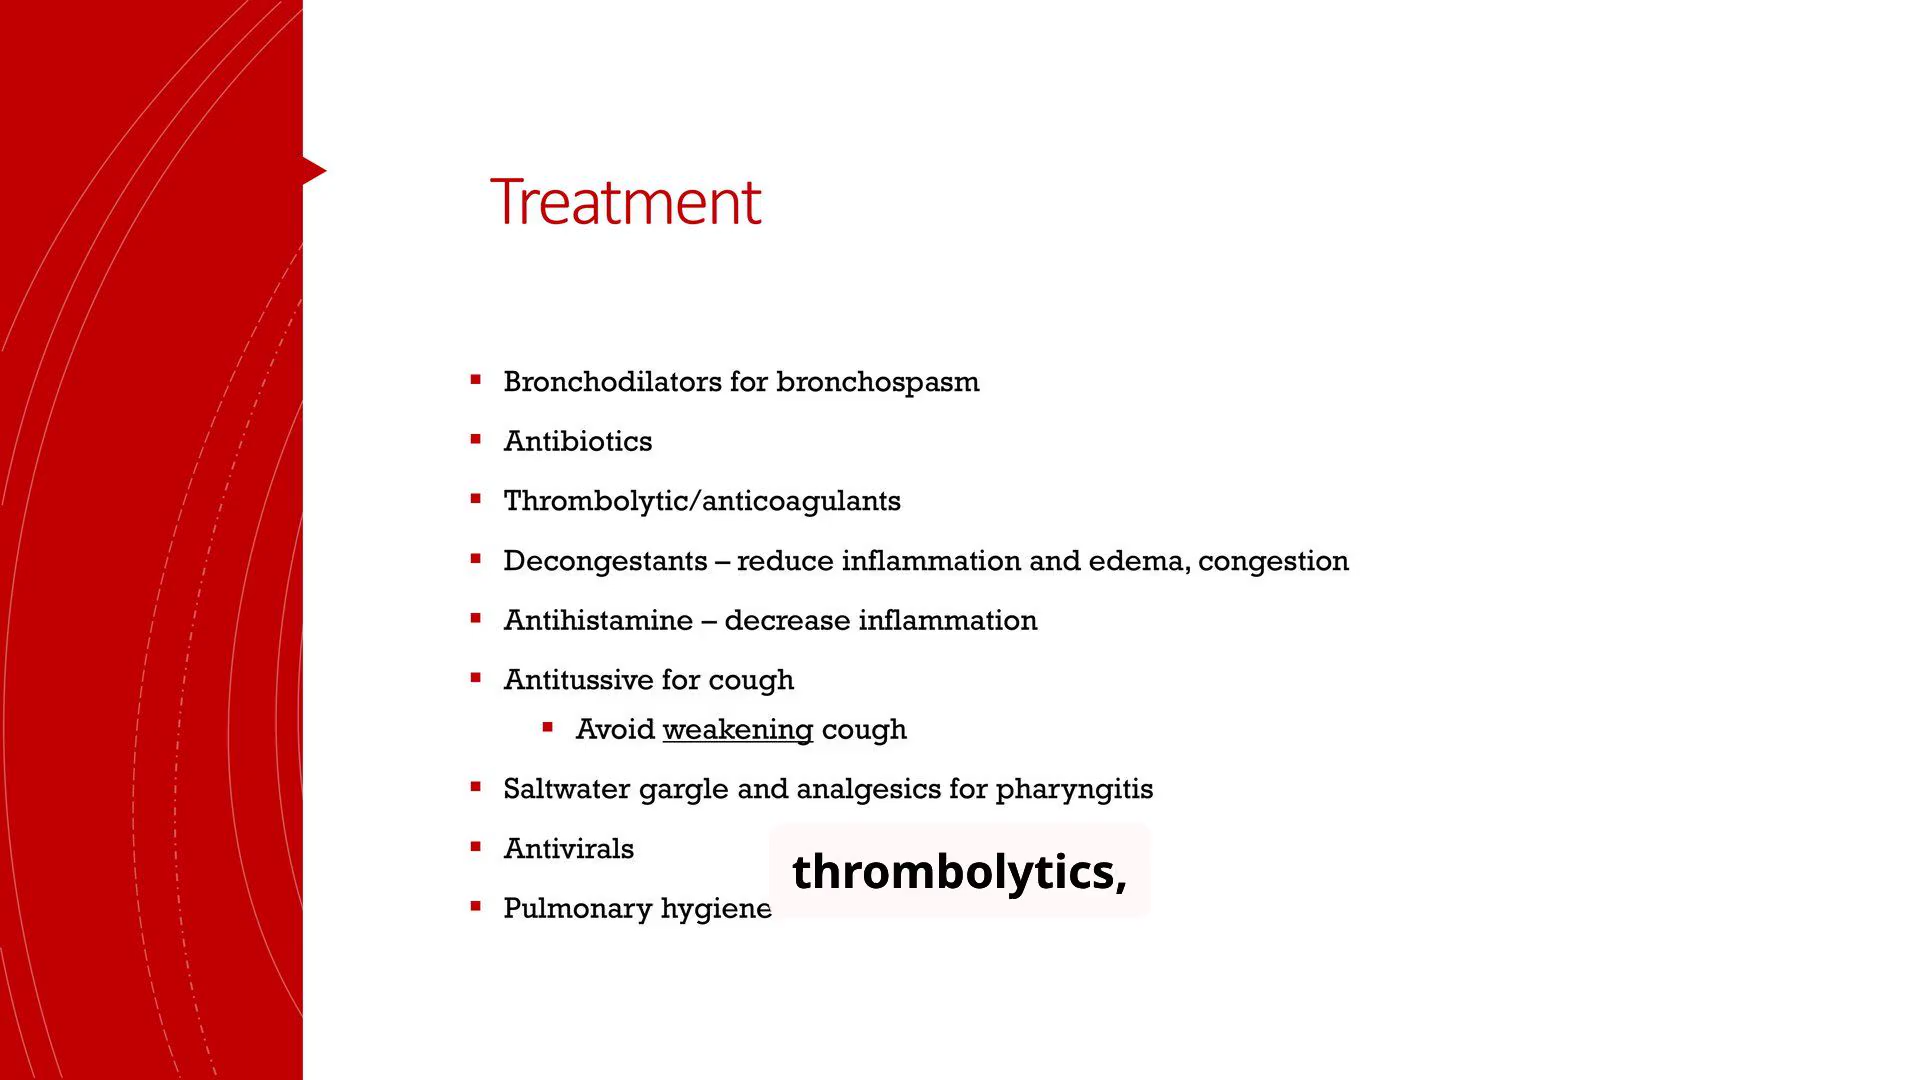 Treatment
Bronchodilators for bronchospasm
Antibiotics
Thrombolytic/anticoagulants
Decongestants – reduce inflammation and edema, congestion
Antihistamine – decrease inflammation
Antitussive for cough
Avoid weakening cough
Saltwater gargle and analgesics for pharyngitis
Antivirals
thrombolytics,
Pulmonary hygiene